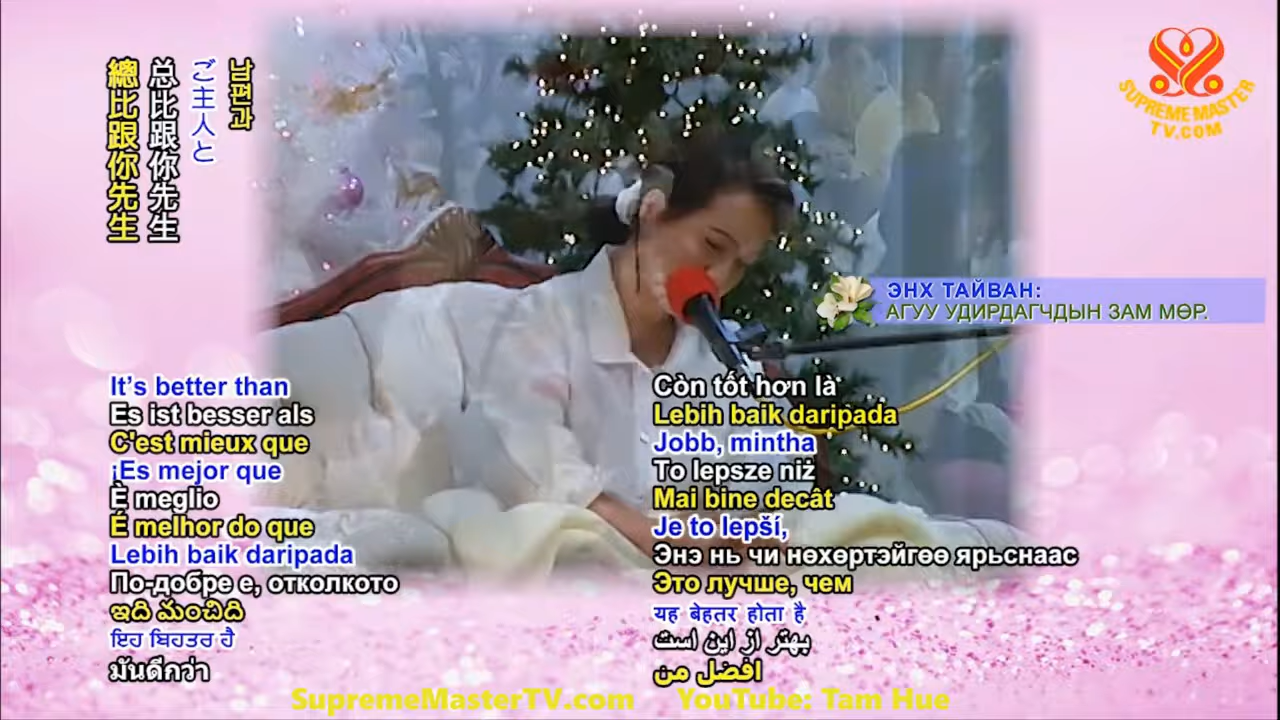 남편과
ご主人と
总比跟你先生
總比跟你先生
SUPREME MASTER
TV.COM
ЭНХ ТАЙВАН:
АГУУ УДИРДАГЧДЫН ЗАМ МӨР.
It's better than
Es ist besser als
C'est mieux que
¡Es mejor que
È meglio
É melhor do que
Lebih baik daripada
По-добре е, отколкото
ఇది మంచిది
ਇਹ ਬਿਹਤਰ ਹੈ
มันดีกว่า
Còn tốt hơn là
Lebih baik daripada
Jobb, mintha
To lepsze niż
Mai bine decât
Je to lepší,
Энэ нь чи нөхөртэйгөө ярьснаас
Это лучше, чем
यह बेहतर होता है
بهتر از این است
افضل من
SupremeMasterTV.com
YouTube: Tam Hue